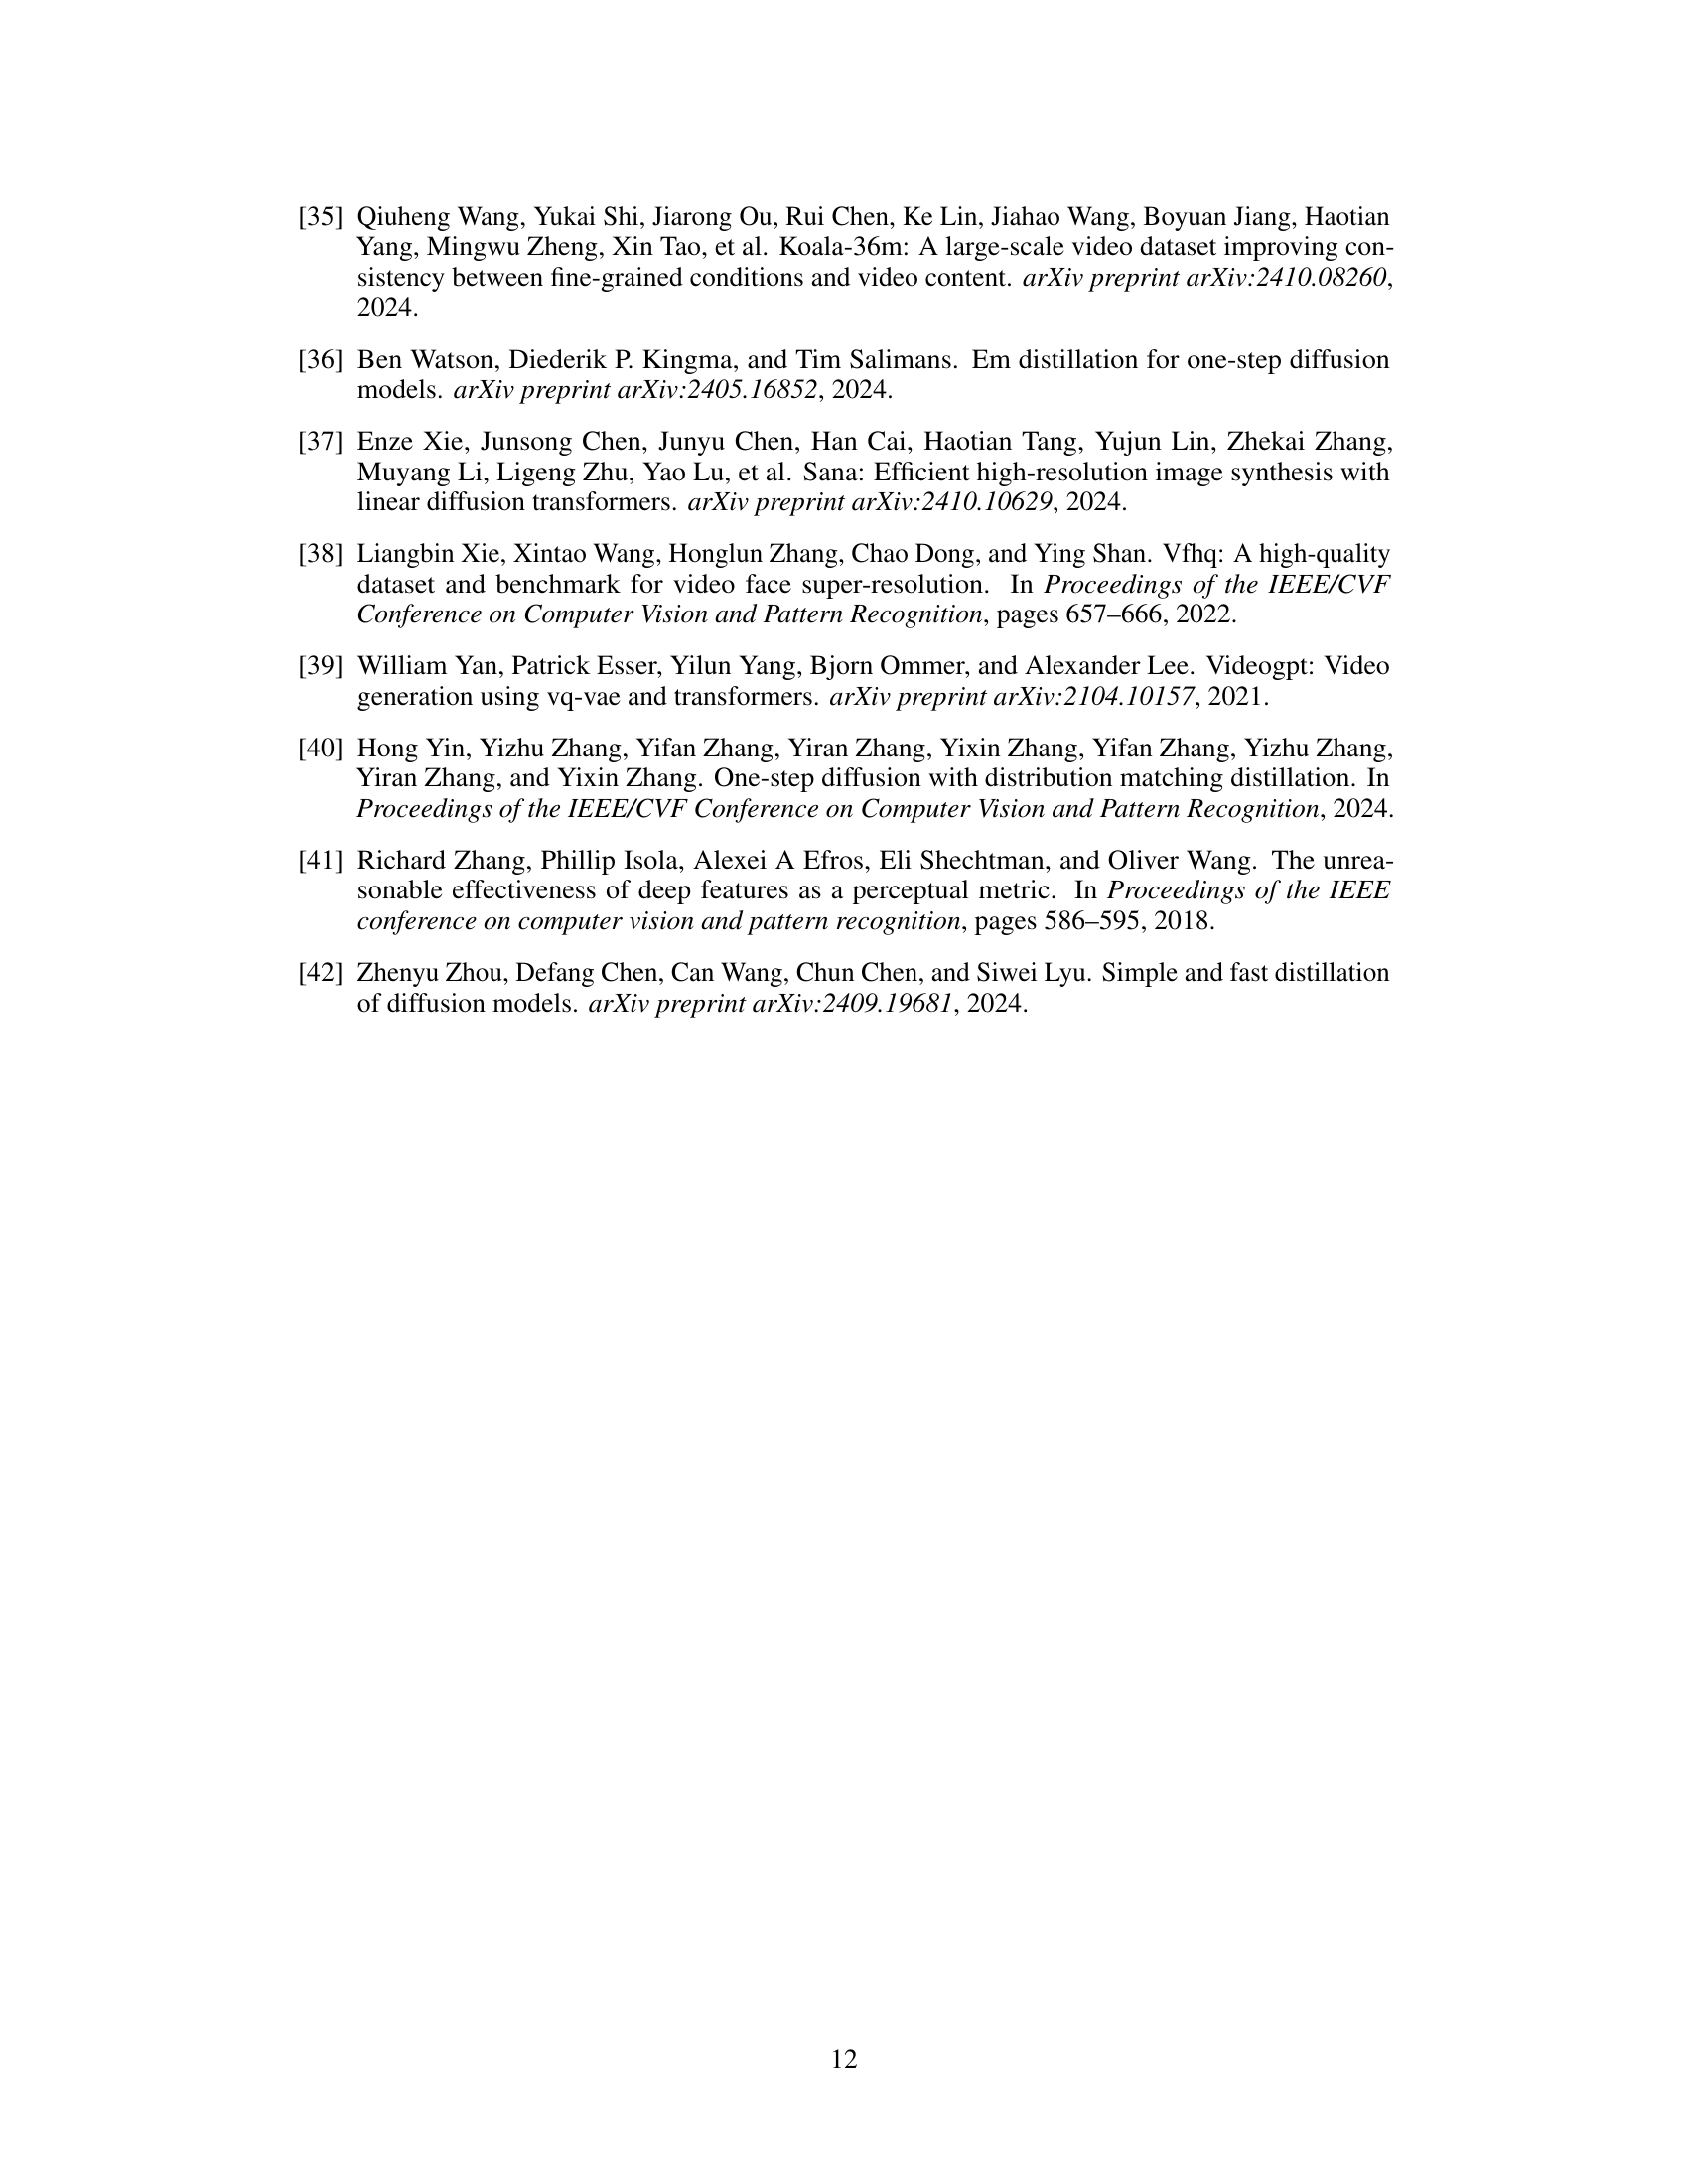 [35] Qiuheng Wang, Yukai Shi, Jiarong Ou, Rui Chen, Ke Lin, Jiahao Wang, Boyuan Jiang, Haotian
Yang, Mingwu Zheng, Xin Tao, et al. Koala-36m: A large-scale video dataset improving con-
sistency between fine-grained conditions and video content. arXiv preprint arXiv:2410.08260,
2024.
[36] Ben Watson, Diederik P. Kingma, and Tim Salimans. Em distillation for one-step diffusion
models. arXiv preprint arXiv:2405.16852, 2024.
[37] Enze Xie, Junsong Chen, Junyu Chen, Han Cai, Haotian Tang, Yujun Lin, Zhekai Zhang,
Muyang Li, Ligeng Zhu, Yao Lu, et al. Sana: Efficient high-resolution image synthesis with
linear diffusion transformers. arXiv preprint arXiv:2410.10629, 2024.
[38] Liangbin Xie, Xintao Wang, Honglun Zhang, Chao Dong, and Ying Shan. Vfhq: A high-quality
dataset and benchmark for video face super-resolution. In Proceedings of the IEEE/CVF
Conference on Computer Vision and Pattern Recognition, pages 657–666, 2022.
[39] William Yan, Patrick Esser, Yilun Yang, Bjorn Ommer, and Alexander Lee. Videogpt: Video
generation using vq-vae and transformers. arXiv preprint arXiv:2104.10157, 2021.
[40] Hong Yin, Yizhu Zhang, Yifan Zhang, Yiran Zhang, Yixin Zhang, Yifan Zhang, Yizhu Zhang,
Yiran Zhang, and Yixin Zhang. One-step diffusion with distribution matching distillation. In
Proceedings of the IEEE/CVF Conference on Computer Vision and Pattern Recognition, 2024.
[41] Richard Zhang, Phillip Isola, Alexei A Efros, Eli Shechtman, and Oliver Wang. The unrea-
sonable effectiveness of deep features as a perceptual metric. In Proceedings of the IEEE
conference on computer vision and pattern recognition, pages 586–595, 2018.
[42] Zhenyu Zhou, Defang Chen, Can Wang, Chun Chen, and Siwei Lyu. Simple and fast distillation
of diffusion models. arXiv preprint arXiv:2409.19681, 2024.
12